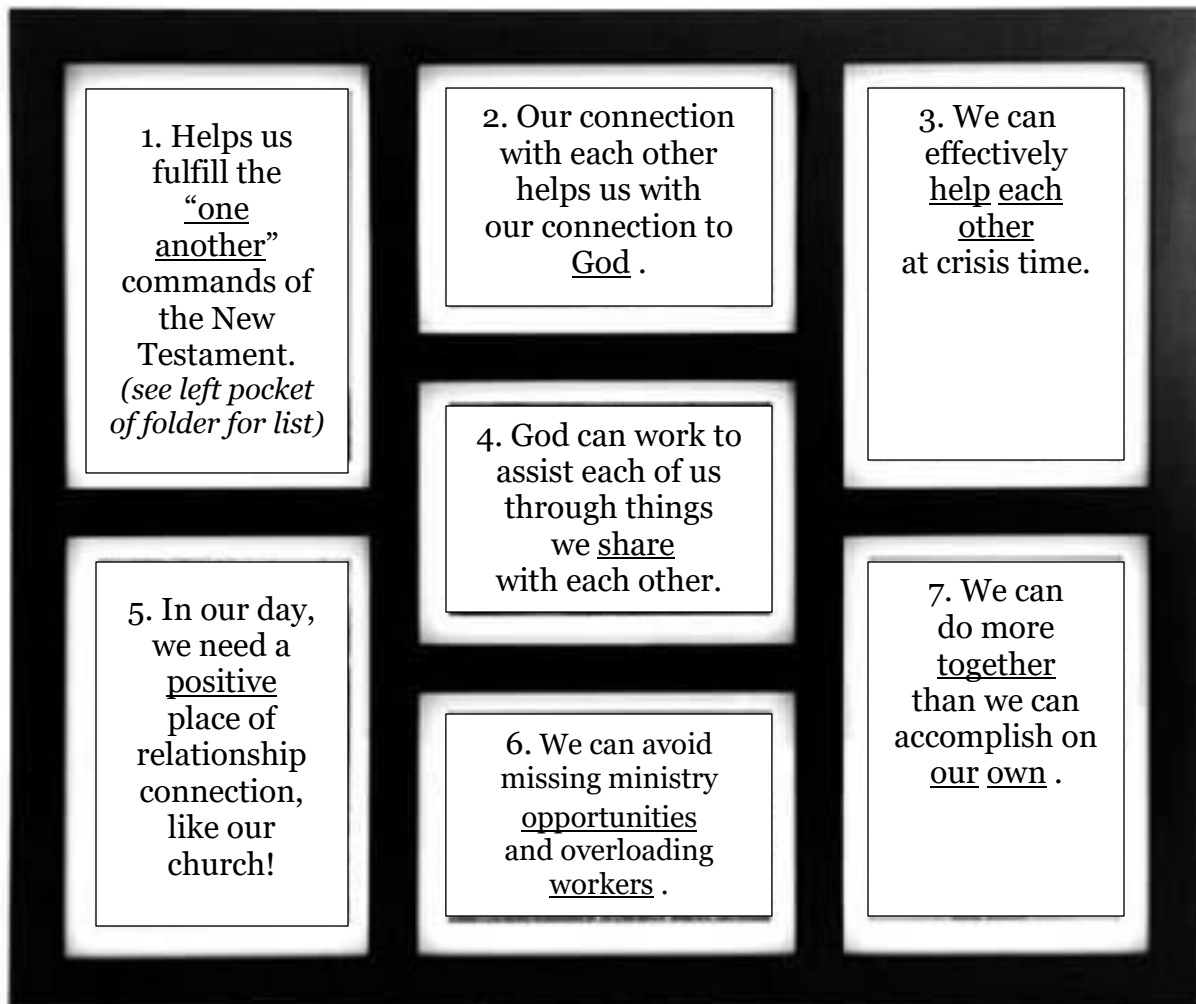 1. Helps us
fulfill the
“one
another”
commands of
the New
Testament.
(see left pocket
of folder for list)
2. Our connection
with each other
helps us with
our connection to
God .
3. We can
effectively
help each
other
at crisis time.
4. God can work to
assist each of us
through things
we share
with each other.
5. In our day,
we need a
positive
place of
relationship
connection,
like our
church!
6. We can avoid
missing ministry
opportunities
and overloading
workers .
7. We can
do more
together
than we can
accomplish on
our own .